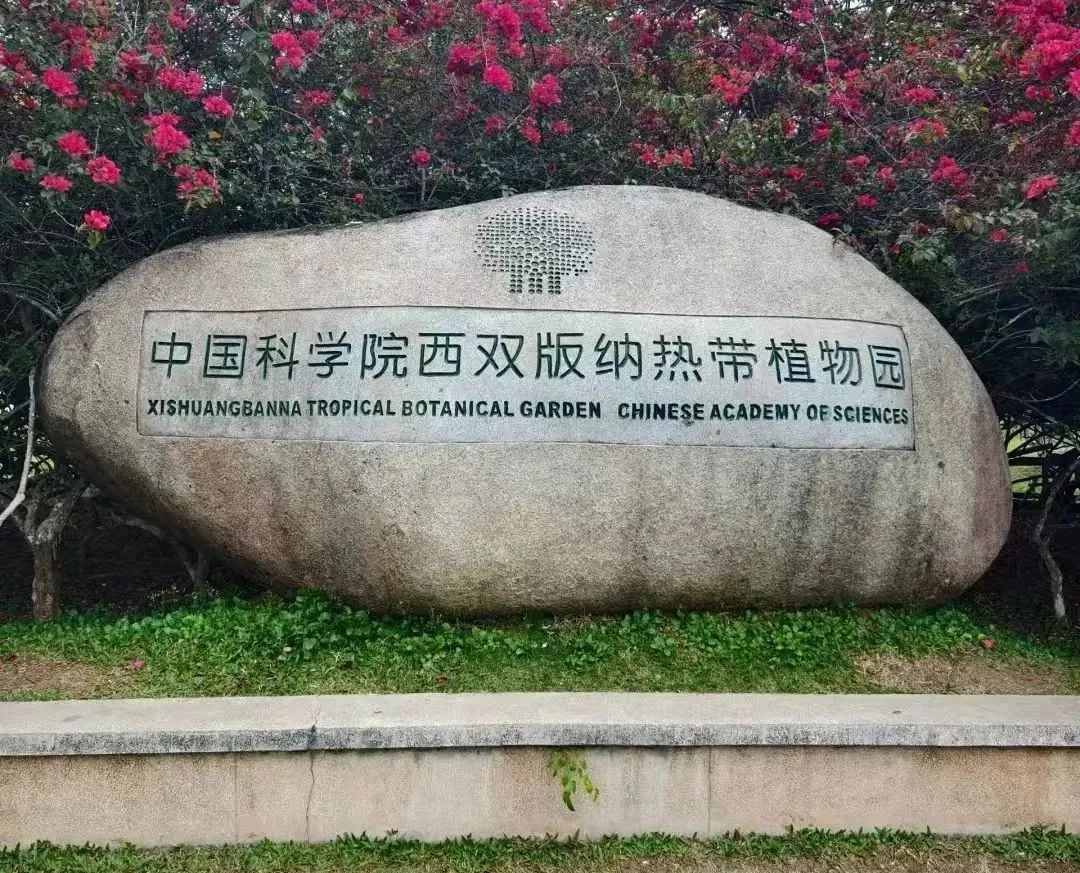 中国科学院西双版纳热带植物园
XISHUANGBANNA TROPICAL BOTANICAL GARDEN CHINESE ACADEMY OF SCIENCES